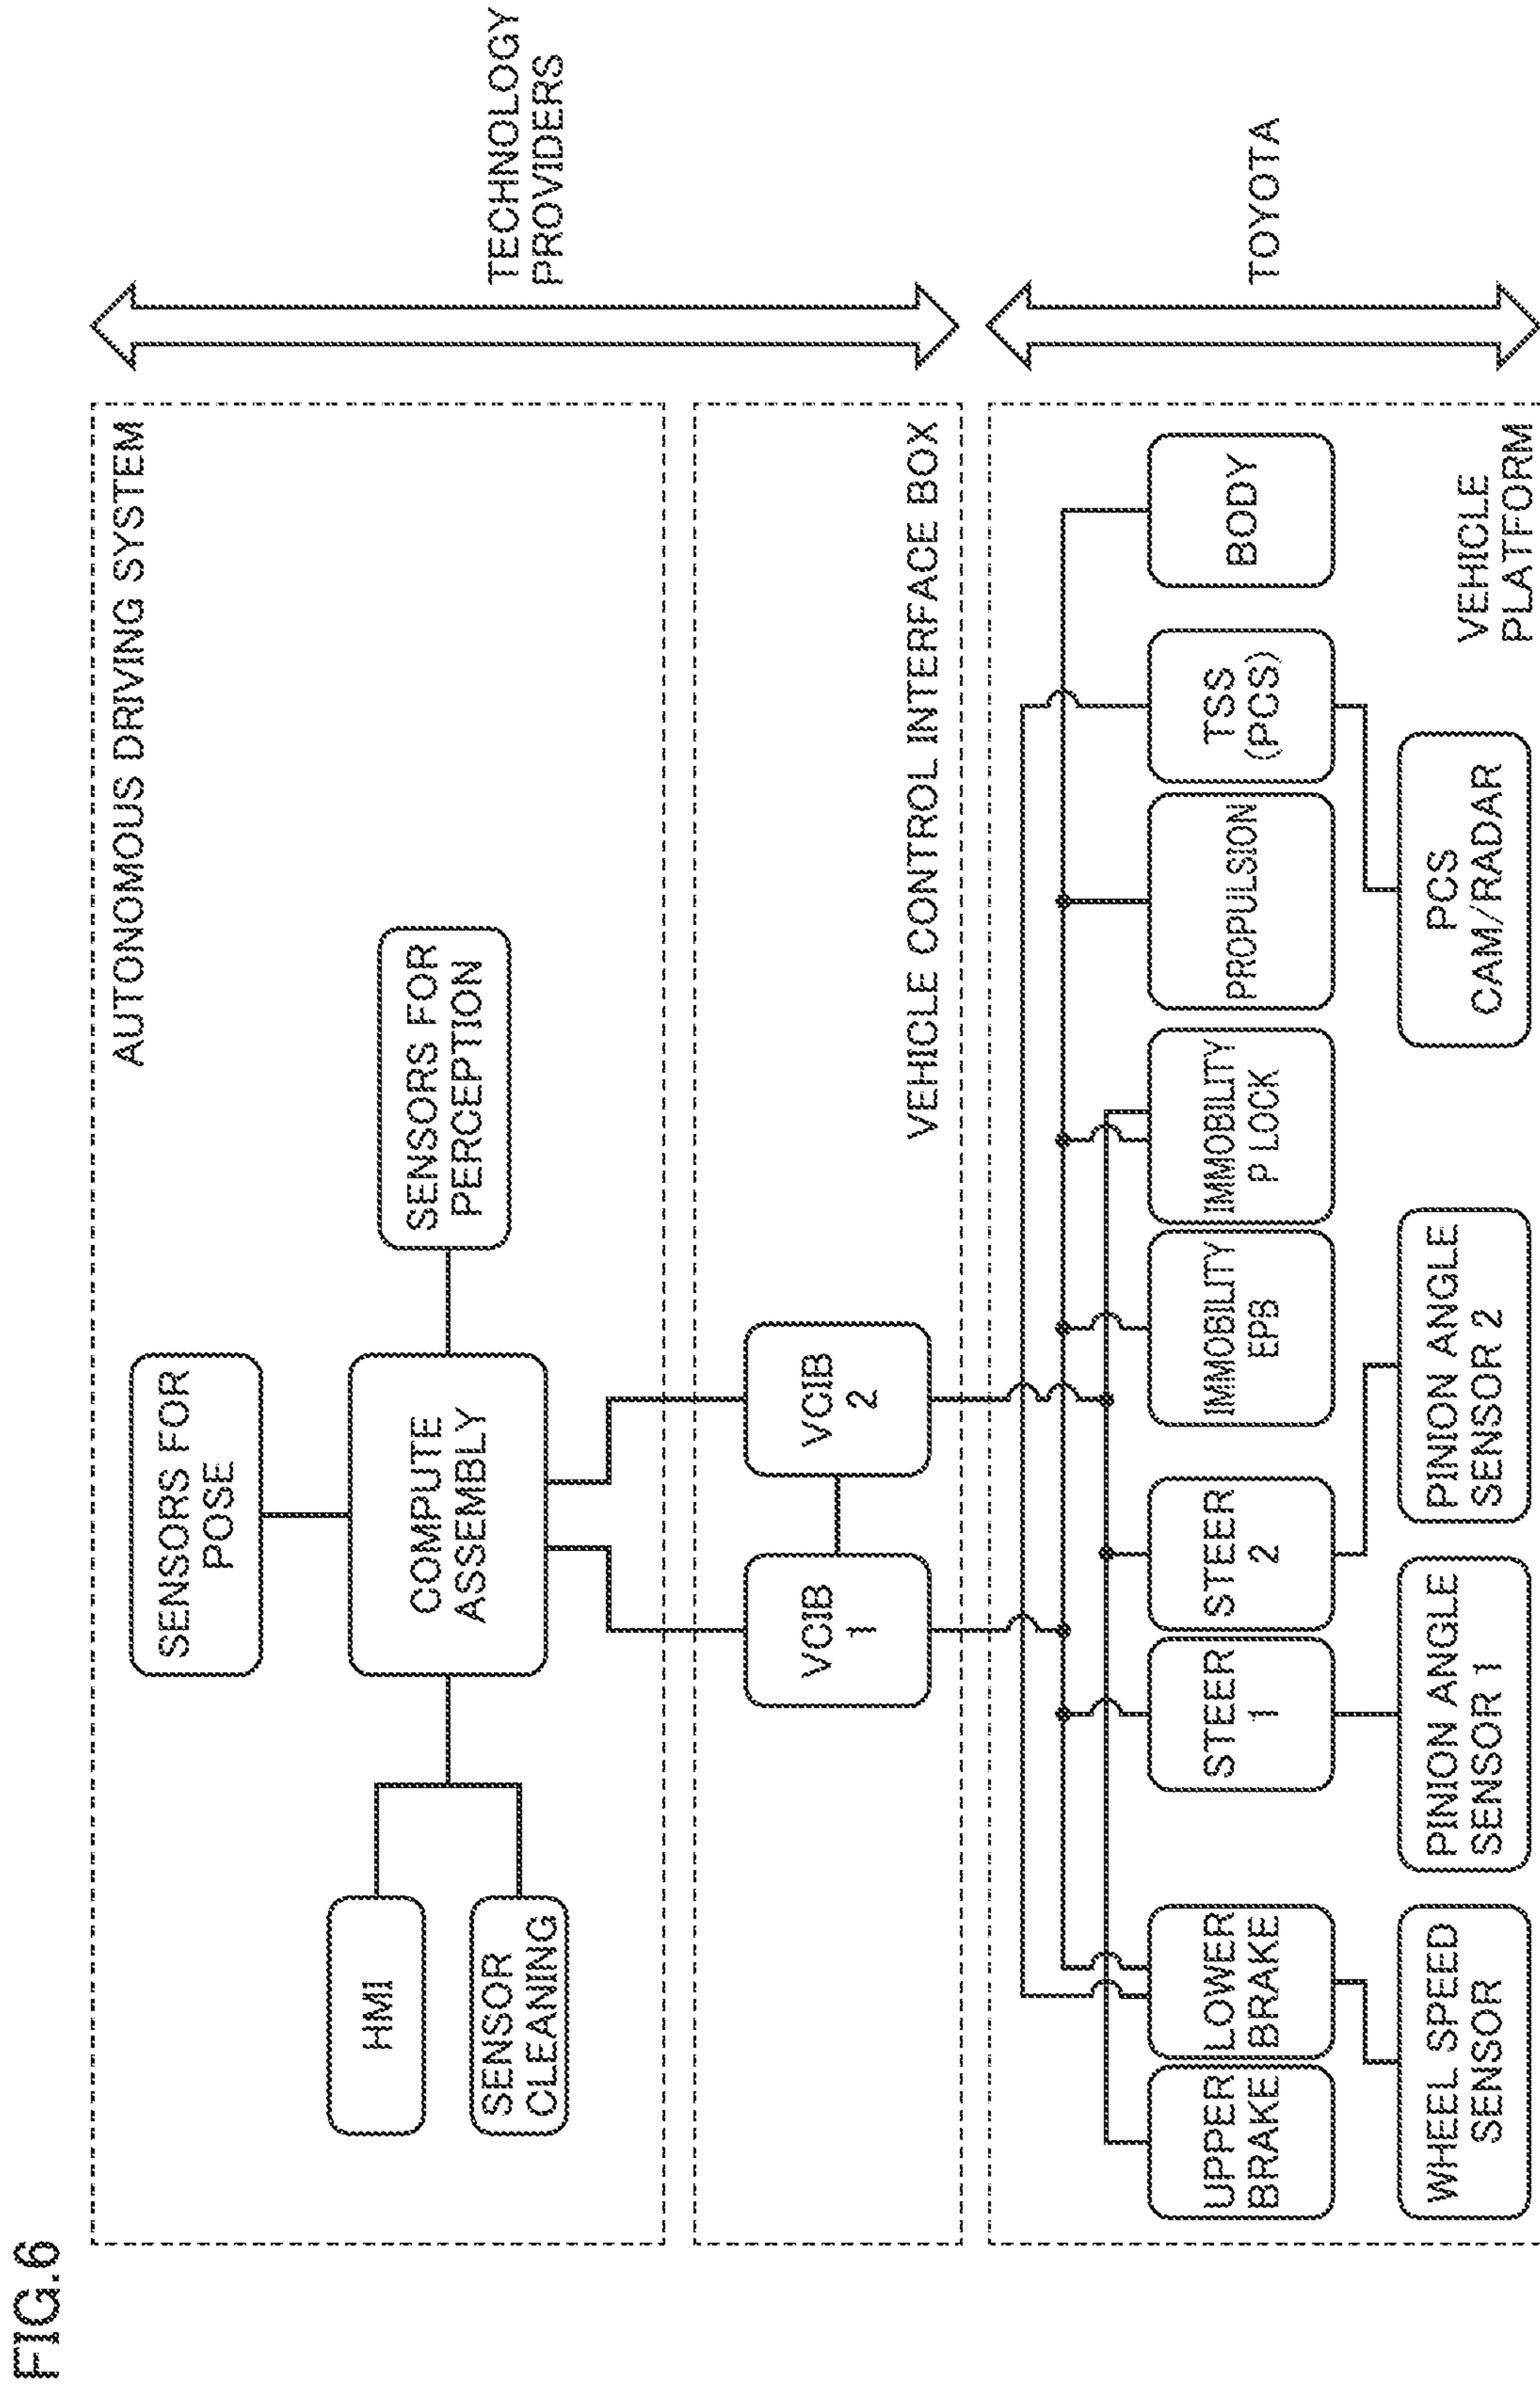 FIG.6
AUTONOMOUS DRIVING SYSTEM
SENSORS FOR
POSE
HMI
SENSOR
CLEANING
COMPUTE
ASSEMBLY
SENSORS FOR
PERCEPTION
TECHNOLOGY
PROVIDERS
VCIB
1
VCIB
2
VEHICLE CONTROL INTERFACE BOX
UPPER
BRAKE
LOWER
BRAKE
STEER
1
STEER
2
IMMOBILITY
EPB
IMMOBILITY
P LOCK
PROPULSION
TSS
(PCS)
BODY
TOYOTA
WHEEL SPEED
SENSOR
PINION ANGLE
SENSOR 1
PINION ANGLE
SENSOR 2
PCS
CAM/RADAR
VEHICLE
PLATFORM